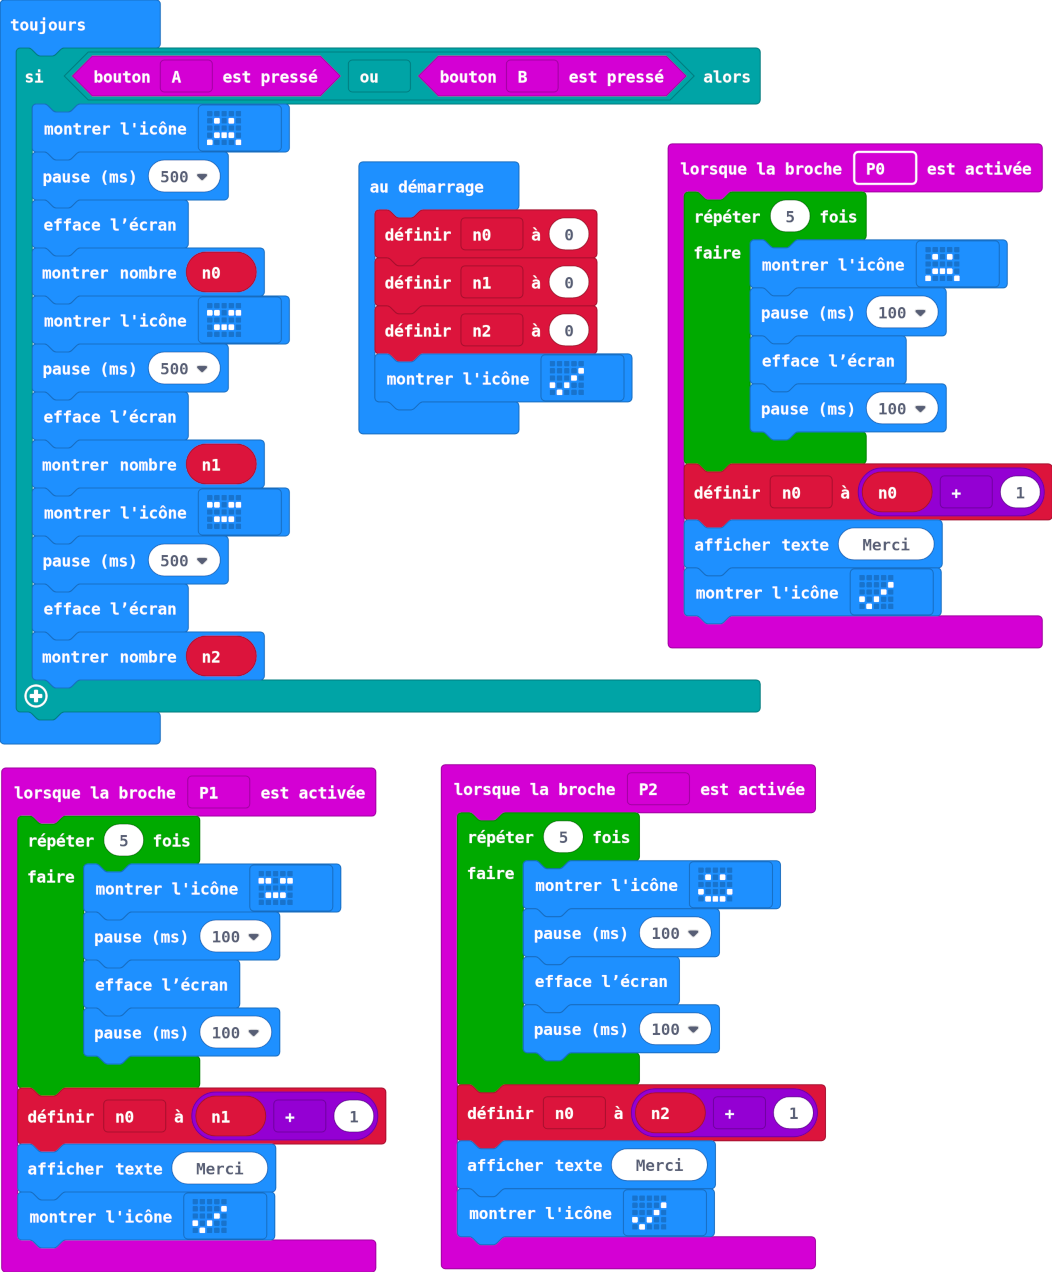 toujours
si bouton A est pressé ou bouton B est pressé alors
montrer l'icône
pause (ms) 500
efface l’écran
montrer nombre n0
montrer l'icône
pause (ms) 500
efface l’écran
montrer nombre n1
montrer l'icône
pause (ms) 500
efface l’écran
montrer nombre n2
au démarrage
définir n0 à 0
définir n1 à 0
définir n2 à 0
montrer l'icône
lorsque la broche P0 est activée
répéter 5 fois
faire montrer l'icône
pause (ms) 100
efface l’écran
pause (ms) 100
définir n0 à n0 + 1
afficher texte Merci
montrer l'icône
lorsque la broche P1 est activée
répéter 5 fois
faire montrer l'icône
pause (ms) 100
efface l’écran
pause (ms) 100
définir n0 à n1 + 1
afficher texte Merci
montrer l'icône
lorsque la broche P2 est activée
répéter 5 fois
faire montrer l'icône
pause (ms) 100
efface l’écran
pause (ms) 100
définir n0 à n2 + 1
afficher texte Merci
montrer l'icône